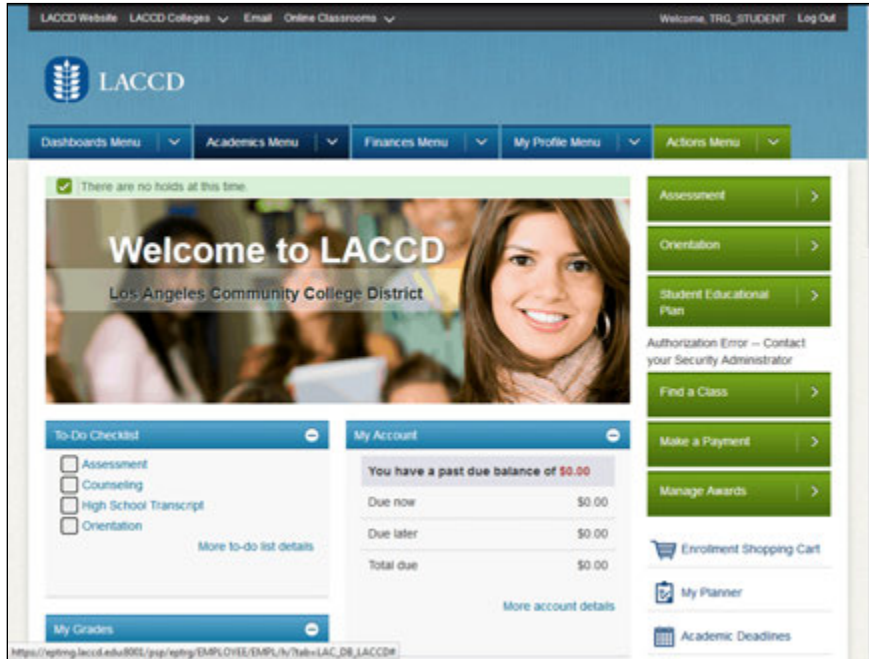 LACCD Website LACCD Colleges Email Online Classrooms Welcome, TRG_STUDENT Log Out
LACCD
Dashboards Menu Academics Menu Finances Menu My Profile Menu Actions Menu
There are no holds at this time.
Welcome to LACCD
Los Angeles Community College District
Assessment
Orientation
Student Educational
Plan
Authorization Error -- Contact
your Security Administrator
Find a Class
Make a Payment
Manage Awards
To-Do Checklist
Assessment
Counseling
High School Transcript
Orientation
More to-do list details
My Account
You have a past due balance of $0.00
Due now $0.00
Due later $0.00
Total due $0.00
More account details
Enrollment Shopping Cart
My Planner
Academic Deadlines
My Grades
https://eptrng.laccd.edu:8001/psp/eptrg/EMPLOYEE/EMPL/h/?tab=LAC_DB_LACCD#